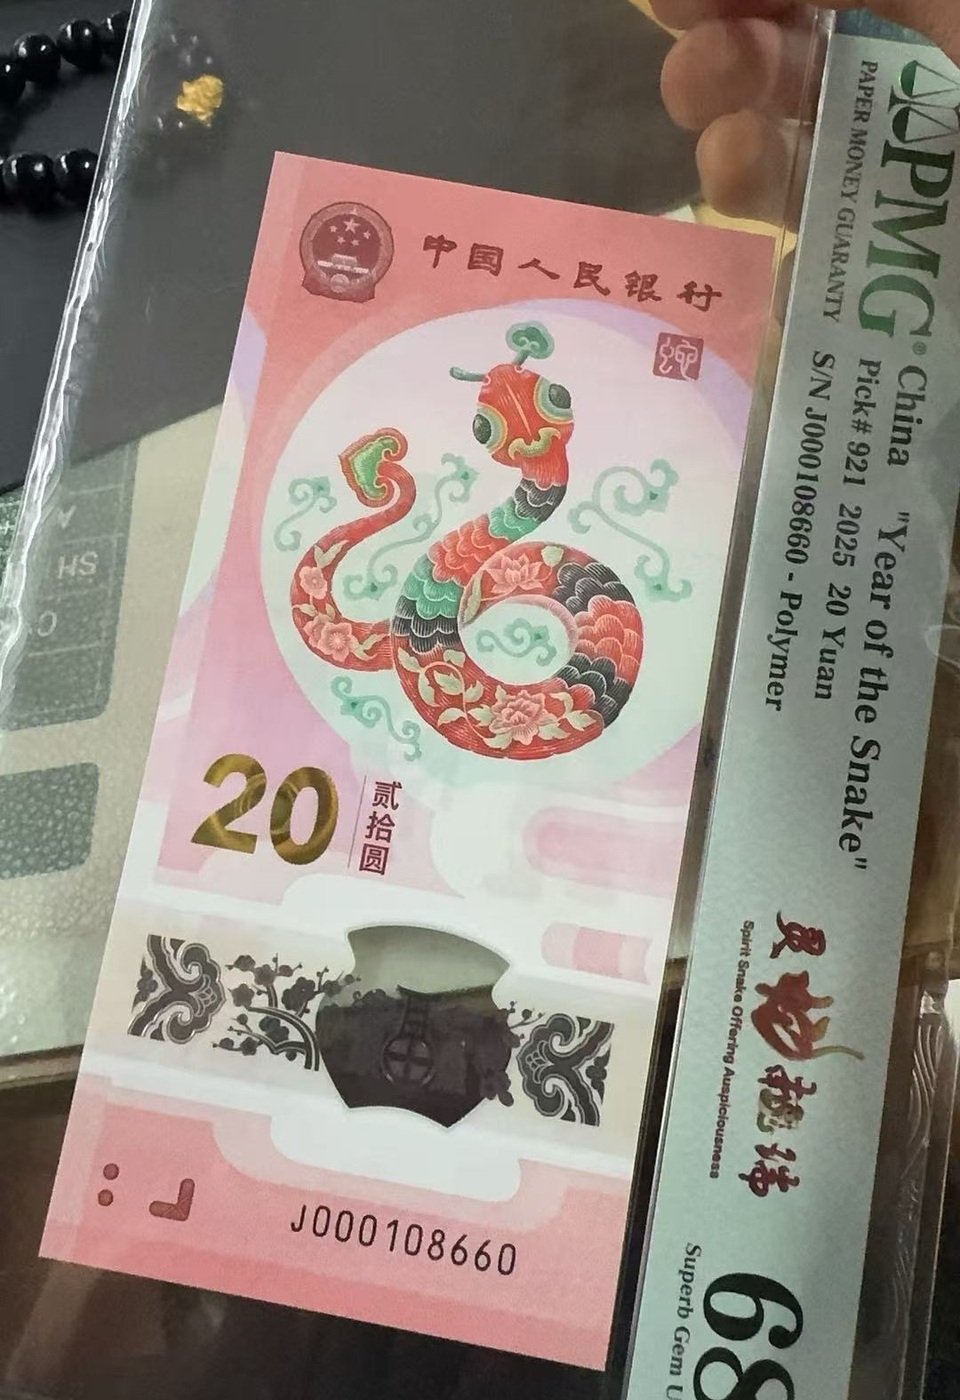 中国人民银行
蛇
20
贰拾圆
J000108660
PMG®
PAPER MONEY GUARANTY
China "Year of the Snake"
Pick# 921 2025 20 Yuan
S/N J000108660 - Polymer
灵蛇献瑞
Spirit Snake Offering Auspiciousness
68
Superb Gem U
SH